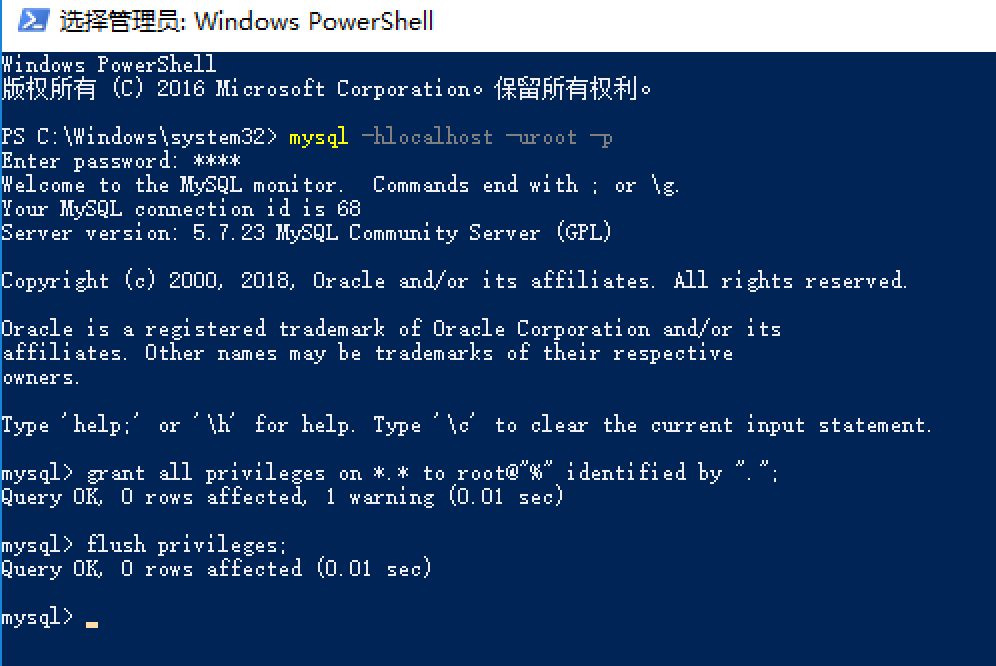 选择管理员: Windows PowerShell
Windows PowerShell
版权所有 (C) 2016 Microsoft Corporation。保留所有权利。
PS C:\Windows\system32> mysql -hlocalhost -uroot -p
Enter password: ****
Welcome to the MySQL monitor.  Commands end with ; or \g.
Your MySQL connection id is 68
Server version: 5.7.23 MySQL Community Server (GPL)
Copyright (c) 2000, 2018, Oracle and/or its affiliates. All rights reserved.
Oracle is a registered trademark of Oracle Corporation and/or its
affiliates. Other names may be trademarks of their respective
owners.
Type 'help;' or '\h' for help. Type '\c' to clear the current input statement.
mysql> grant all privileges on *.* to root@"%" identified by ".";
Query OK, 0 rows affected, 1 warning (0.01 sec)
mysql> flush privileges;
Query OK, 0 rows affected (0.01 sec)
mysql>